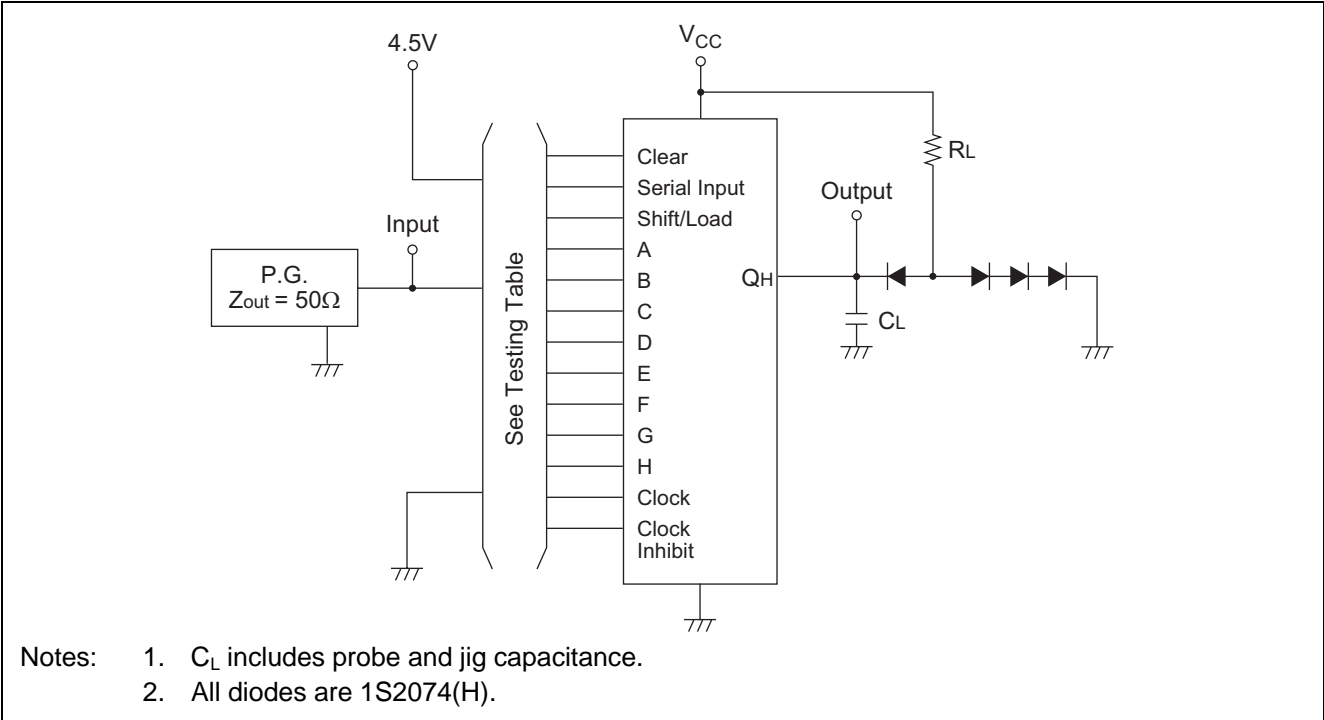 4.5V
VCC
Input
P.G.
Zout = 50Ω
See Testing Table
Clear
Serial Input
Shift/Load
A
B
C
D
E
F
G
H
Clock
Clock
Inhibit
QH
Output
RL
CL
Notes: 1. CL includes probe and jig capacitance.
2. All diodes are 1S2074(H).